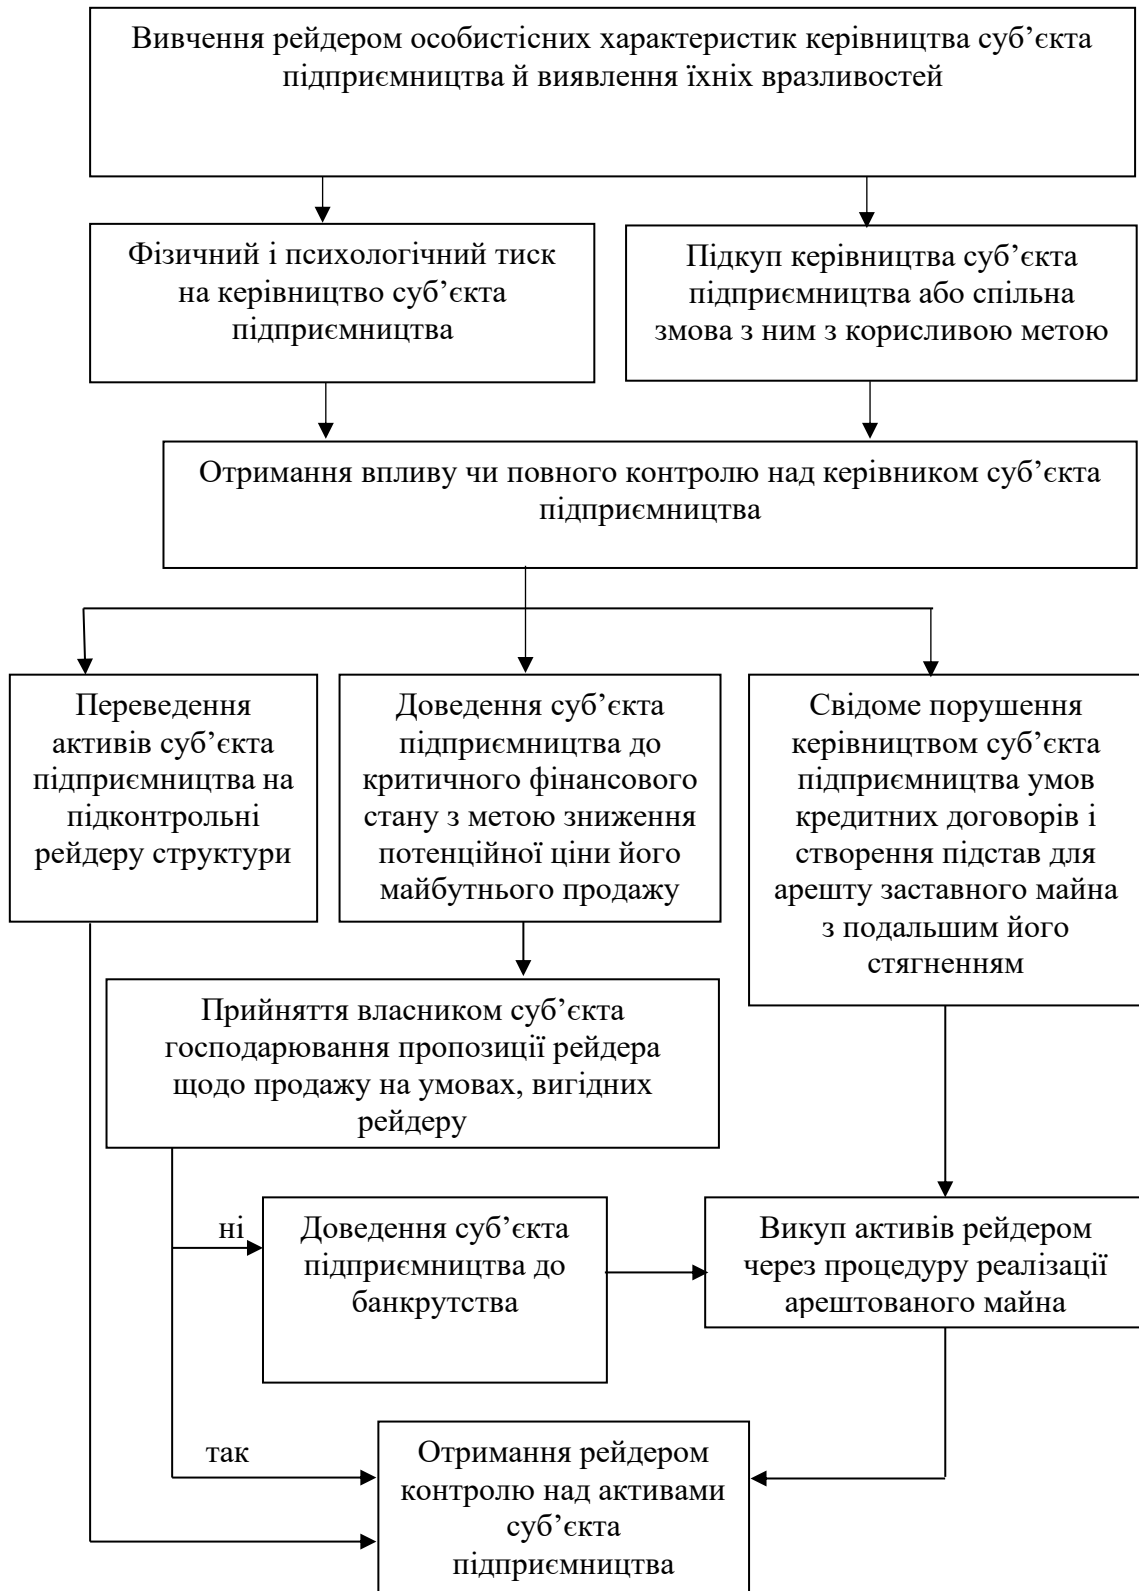 Вивчення рейдером особистісних характеристик керівництва суб’єкта
підприємництва й виявлення їхніх вразливостей
Фізичний і психологічний тиск
на керівництво суб’єкта
підприємництва
Підкуп керівництва суб’єкта
підприємництва або спільна
змова з ним з корисливою метою
Отримання впливу чи повного контролю над керівником суб’єкта
підприємництва
Переведення
активів суб’єкта
підприємництва на
підконтрольні
рейдеру структури
Доведення суб’єкта
підприємництва до
критичного фінансового
стану з метою зниження
потенційної ціни його
майбутнього продажу
Свідоме порушення
керівництвом суб’єкта
підприємництва умов
кредитних договорів і
створення підстав для
арешту заставного майна
з подальшим його
стягненням
Прийняття власником суб’єкта
господарювання пропозиції рейдера
щодо продажу на умовах, вигідних
рейдеру
ні
Доведення суб’єкта
підприємництва до
банкрутства
Викуп активів рейдером
через процедуру реалізації
арештованого майна
так
Отримання рейдером
контролю над активами
суб’єкта
підприємництва